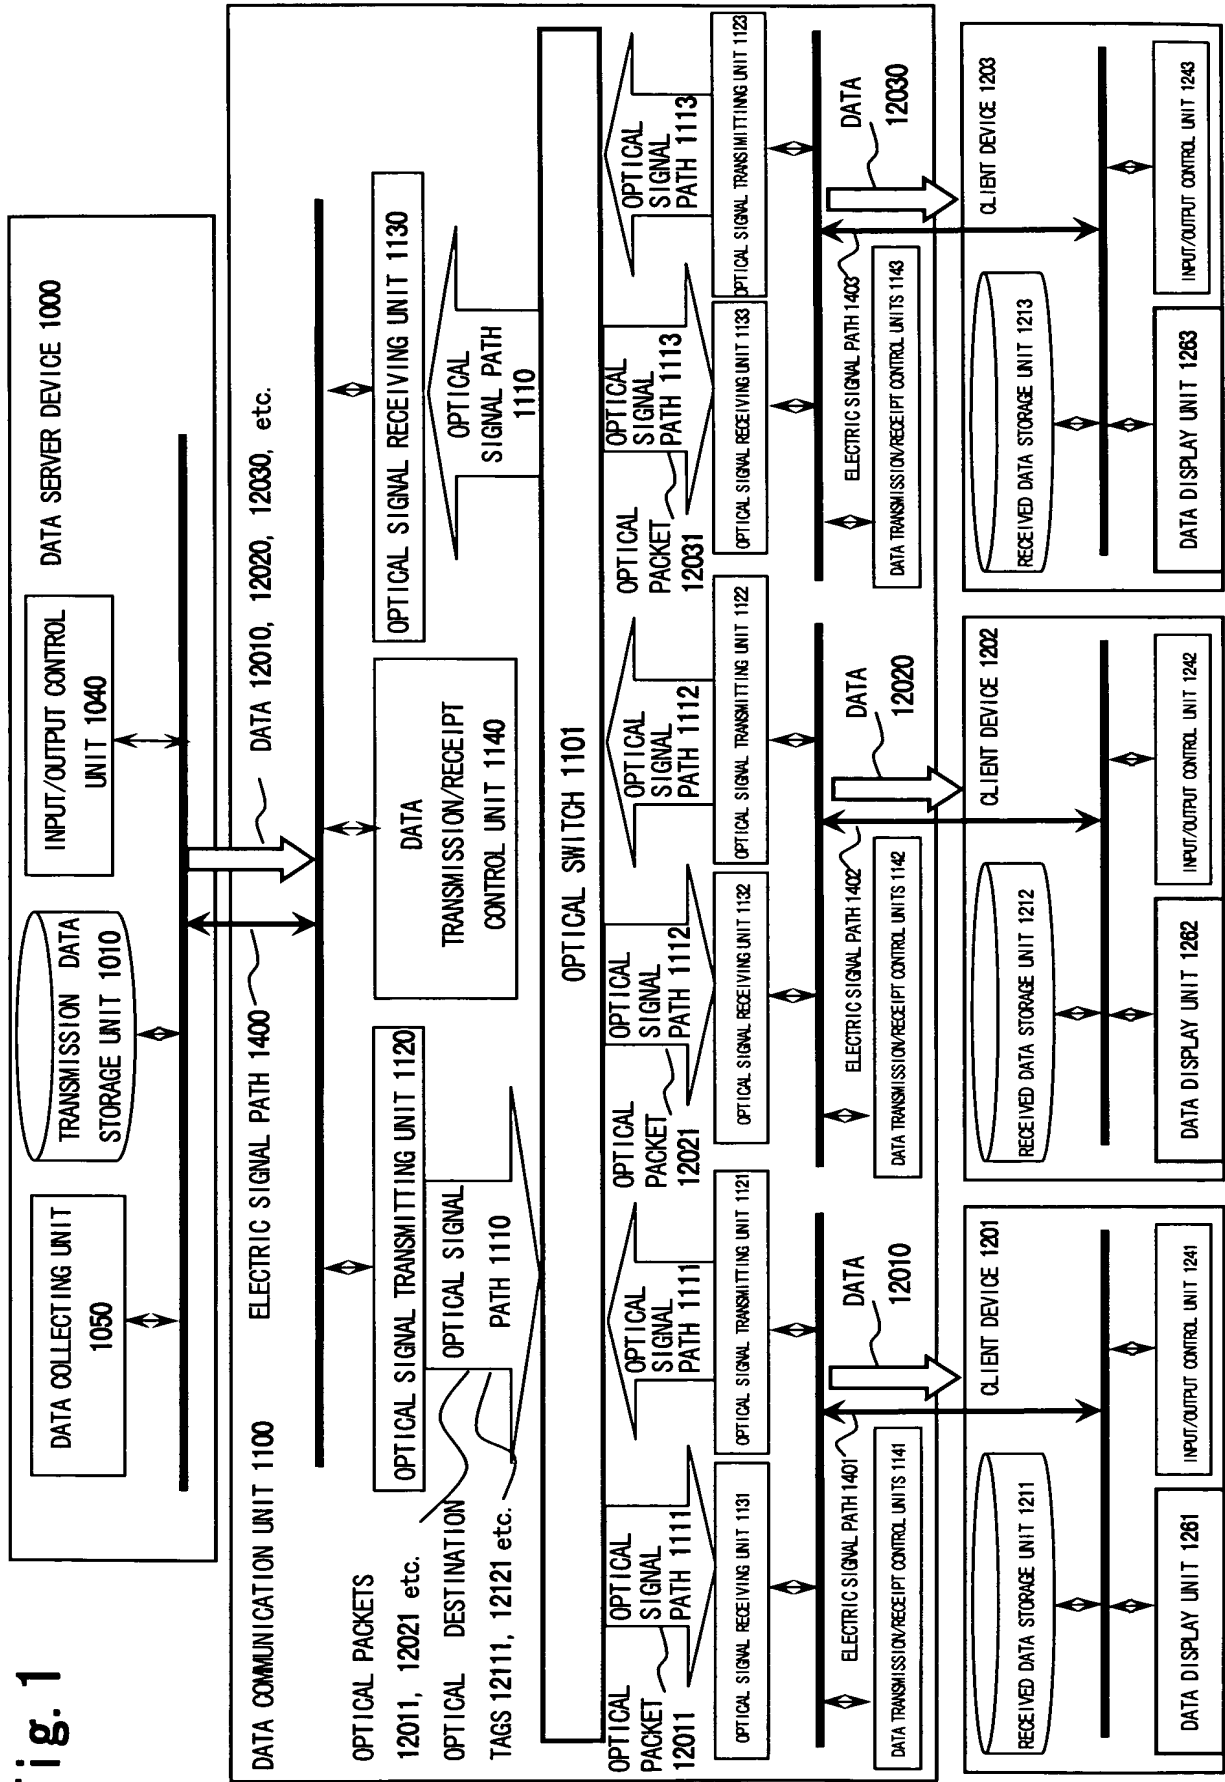 Fig. 1
DATA SERVER DEVICE 1000
DATA COLLECTING UNIT
1050
TRANSMISSION DATA
STORAGE UNIT 1010
INPUT/OUTPUT CONTROL
UNIT 1040
ELECTRIC SIGNAL PATH 1400
DATA 12010, 12020, 12030, etc.
DATA COMMUNICATION UNIT 1100
OPTICAL SIGNAL TRANSMITTING UNIT 1120
DATA
TRANSMISSION/RECEIPT
CONTROL UNIT 1140
OPTICAL SIGNAL RECEIVING UNIT 1130
OPTICAL PACKETS
12011, 12021 etc.
OPTICAL DESTINATION
TAGS 12111, 12121 etc.
OPTICAL SIGNAL
PATH 1110
OPTICAL
SIGNAL PATH
1110
OPTICAL SWITCH 1101
OPTICAL
PACKET
12011
OPTICAL
SIGNAL
PATH 1111
OPTICAL
SIGNAL
PATH 1111
OPTICAL
PACKET
12021
OPTICAL
SIGNAL
PATH 1112
OPTICAL
SIGNAL
PATH 1112
OPTICAL
PACKET
12031
OPTICAL
SIGNAL
PATH 1113
OPTICAL
SIGNAL
PATH 1113
OPTICAL SIGNAL RECEIVING UNIT 1131
OPTICAL SIGNAL TRANSMITTING UNIT 1121
OPTICAL SIGNAL RECEIVING UNIT 1132
OPTICAL SIGNAL TRANSMITTING UNIT 1122
OPTICAL SIGNAL RECEIVING UNIT 1133
OPTICAL SIGNAL TRANSIMITTINNG UNIT 1123
ELECTRIC SIGNAL PATH 1401
DATA TRANSMISSION/RECEIPT CONTROL UNITS 1141
DATA
12010
ELECTRIC SIGNAL PATH 1402
DATA TRANSMISSION/RECEIPT CONTROL UNITS 1142
DATA
12020
ELECTRIC SIGNAL PATH 1403
DATA TRANSMISSION/RECEIPT CONTROL UNITS 1143
DATA
12030
CLIENT DEVICE 1201
RECEIVED DATA STORAGE UNIT 1211
DATA DISPLAY UNIT 1261
INPUT/OUTPUT CONTROL UNIT 1241
CLIENT DEVICE 1202
RECEIVED DATA STORAGE UNIT 1212
DATA DISPLAY UNIT 1262
INPUT/OUTPUT CONTROL UNIT 1242
CLIENT DEVICE 1203
RECEIVED DATA STORAGE UNIT 1213
DATA DISPLAY UNIT 1263
INPUT/OUTPUT CONTROL UNIT 1243